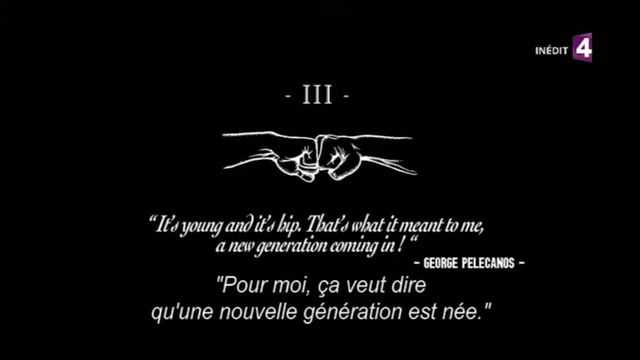 INÉDIT 4
- III -
“It's young and it's hip. That's what it meant to me,
a new generation coming in ! “
- GEORGE PELECANOS -
"Pour moi, ça veut dire
qu'une nouvelle génération est née."